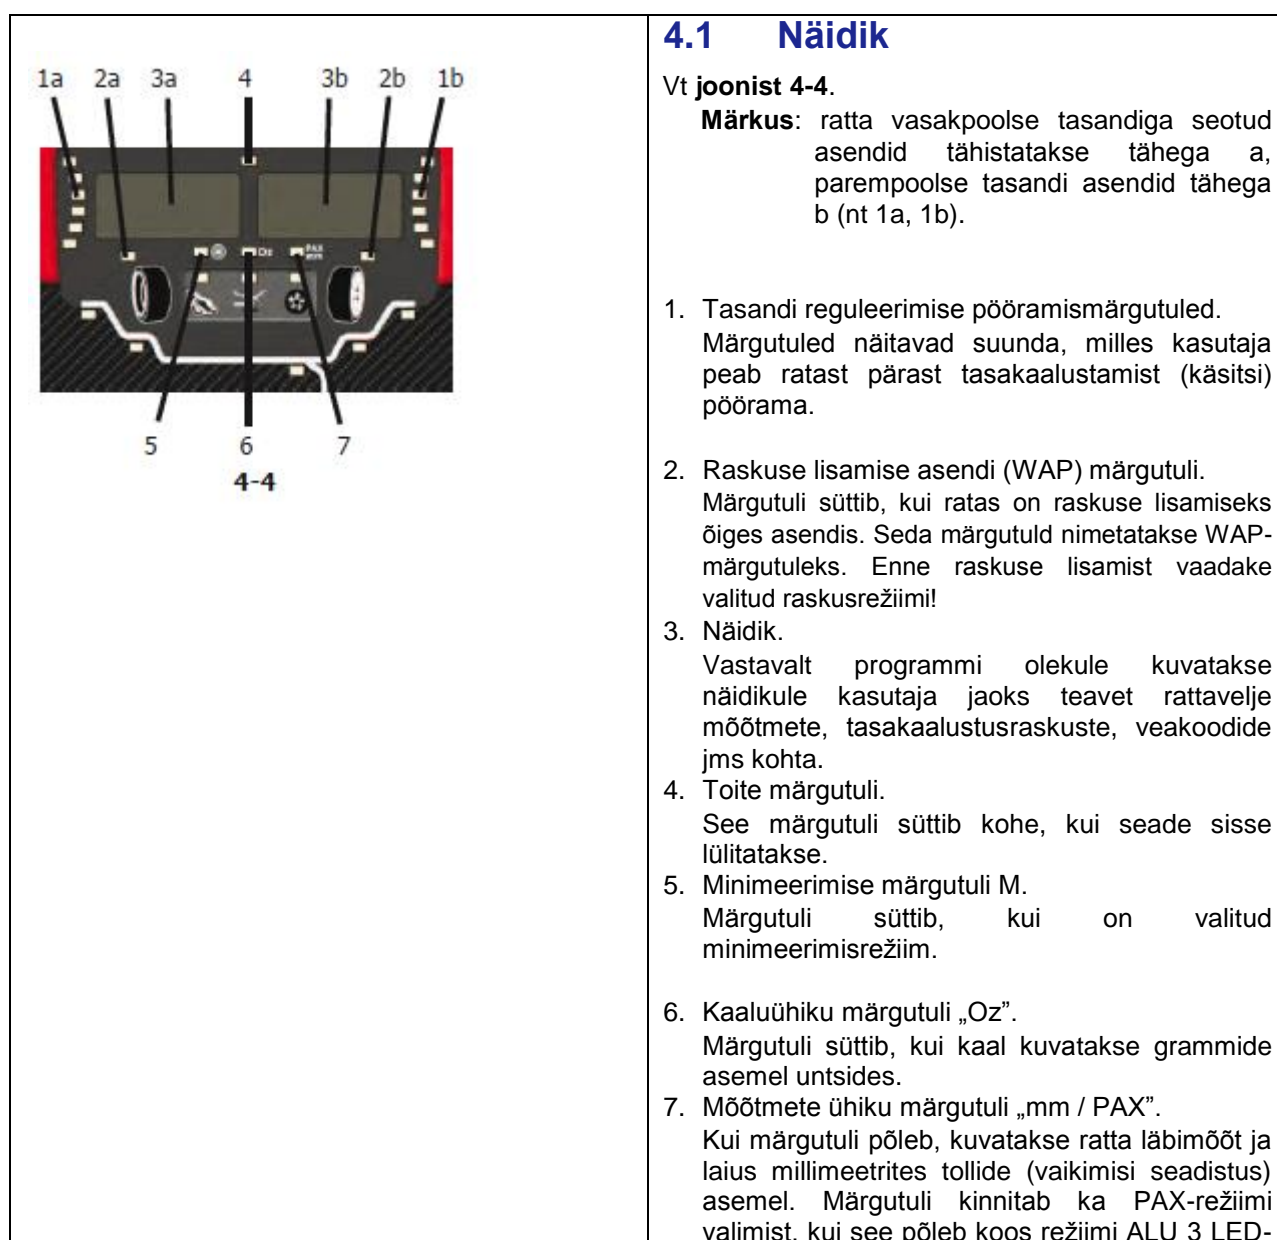 1a 2a 3a 4 3b 2b 1b
Oz
PAX
mm
5 6 7
4-4
4.1 Näidik
Vt joonist 4-4.
Märkus: ratta vasakpoolse tasandiga seotud
asendid tähistatakse tähega a,
parempoolse tasandi asendid tähega
b (nt 1a, 1b).
1. Tasandi reguleerimise pööramismärgutuled.
Märgutuled näitavad suunda, milles kasutaja
peab ratast pärast tasakaalustamist (käsitsi)
pöörama.
2. Raskuse lisamise asendi (WAP) märgutuli.
Märgutuli süttib, kui ratas on raskuse lisamiseks
õiges asendis. Seda märgutuld nimetatakse WAP-
märgutuleks. Enne raskuse lisamist vaadake
valitud raskusrežiimi!
3. Näidik.
Vastavalt programmi olekule kuvatakse
näidikule kasutaja jaoks teavet rattavelje
mõõtmete, tasakaalustusraskuste, veakoodide
jms kohta.
4. Toite märgutuli.
See märgutuli süttib kohe, kui seade sisse
lülitatakse.
5. Minimeerimise märgutuli M.
Märgutuli süttib, kui on valitud
minimeerimisrežiim.
6. Kaaluühiku märgutuli „Oz”.
Märgutuli süttib, kui kaal kuvatakse grammide
asemel untsides.
7. Mõõtmete ühiku märgutuli „mm / PAX”.
Kui märgutuli põleb, kuvatakse ratta läbimõõt ja
laius millimeetrites tollide (vaikimisi seadistus)
asemel. Märgutuli kinnitab ka PAX-režiimi
valimist, kui see põleb koos režiimi ALU 3 LED-